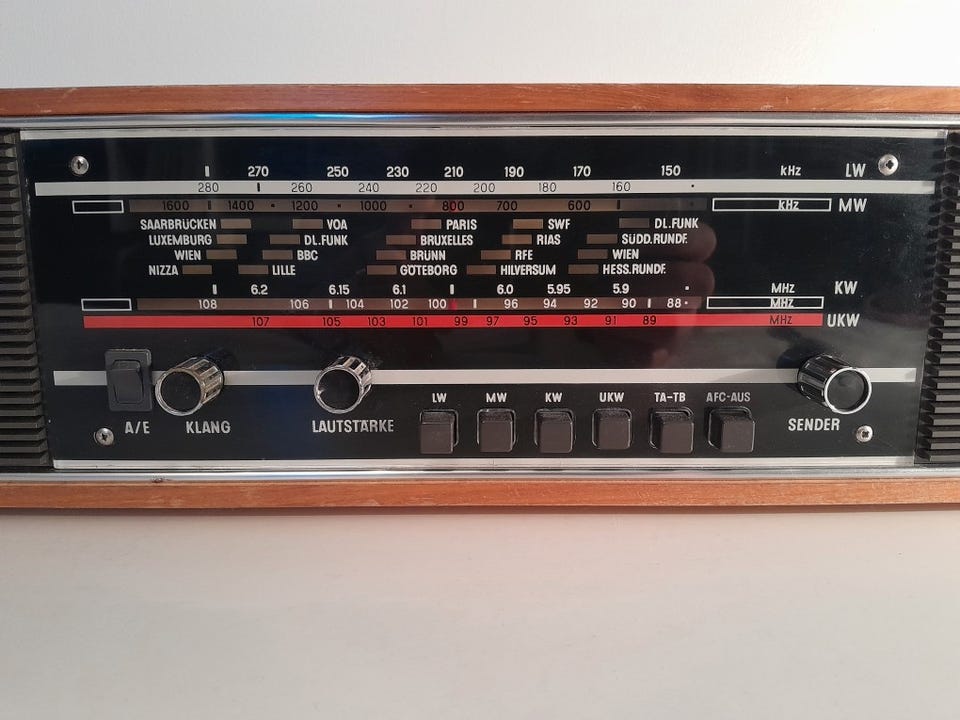 270 250 230 210 190 170 150 kHz LW
280 260 240 220 200 180 160
1600 1400 1200 1000 800 700 600 kHz MW
SAARBRÜCKEN VOA PARIS SWF DL.FUNK
LUXEMBURG DL.FUNK BRUXELLES RIAS SÜDD.RUNDF.
WIEN BBC BRÜNN RFE WIEN
NIZZA LILLE GÖTEBORG HILVERSUM HESS.RUNDF.
6.2 6.15 6.1 6.0 5.95 5.9 MHz KW
108 106 104 102 100 96 94 92 90 88 MHz
107 105 103 101 99 97 95 93 91 89 MHz UKW
LW MW KW UKW TA-TB AFC-AUS
A/E KLANG LAUTSTÄRKE SENDER